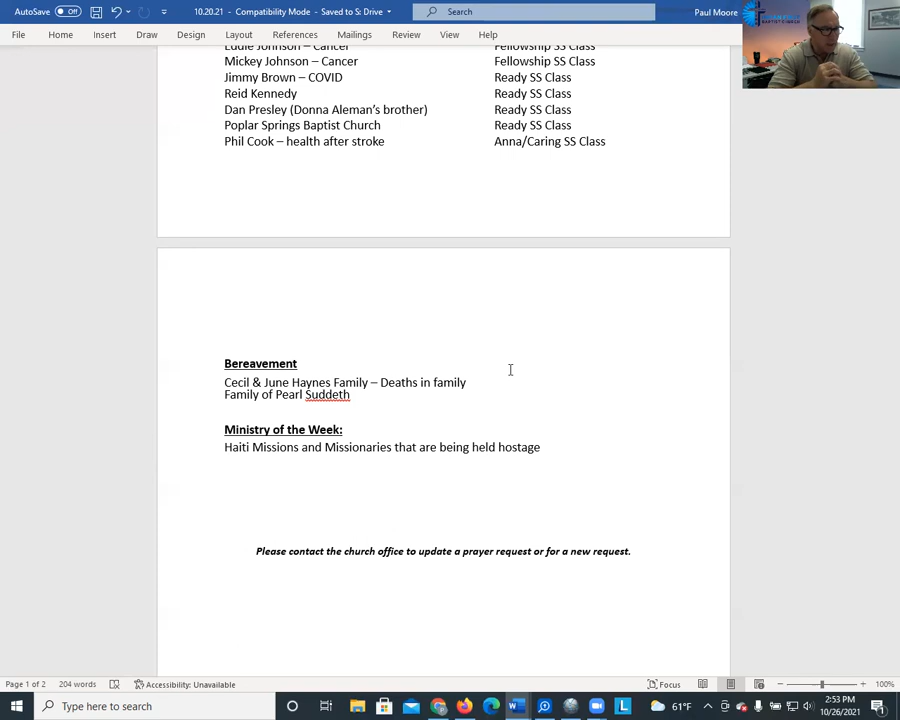 AutoSave Off 10.20.21 - Compatibility Mode - Saved to S: Drive Search Paul Moore
File Home Insert Draw Design Layout References Mailings Review View Help
Eddie Johnson – Cancer Fellowship SS Class
Mickey Johnson – Cancer Fellowship SS Class
Jimmy Brown – COVID Ready SS Class
Reid Kennedy Ready SS Class
Dan Presley (Donna Aleman's brother) Ready SS Class
Poplar Springs Baptist Church Ready SS Class
Phil Cook – health after stroke Anna/Caring SS Class
Bereavement
Cecil & June Haynes Family – Deaths in family
Family of Pearl Suddeth
Ministry of the Week:
Haiti Missions and Missionaries that are being held hostage
Please contact the church office to update a prayer request or for a new request.
Page 1 of 2 204 words Accessibility: Unavailable Focus 100%
Type here to search 61°F 2:53 PM
10/26/2021